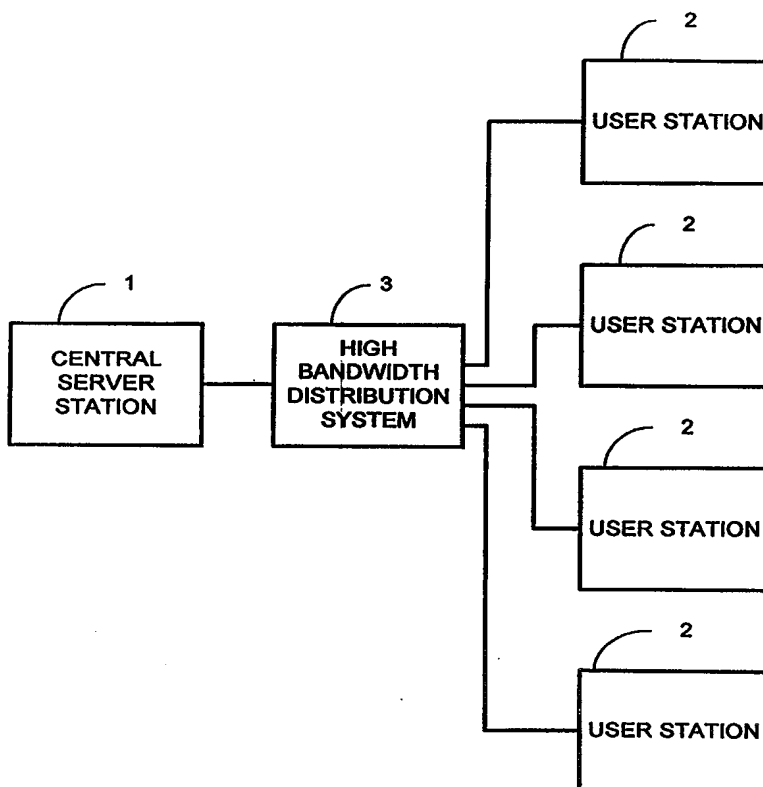 2
USER STATION
2
USER STATION
1
CENTRAL
SERVER
STATION
3
HIGH
BANDWIDTH
DISTRIBUTION
SYSTEM
2
USER STATION
2
USER STATION